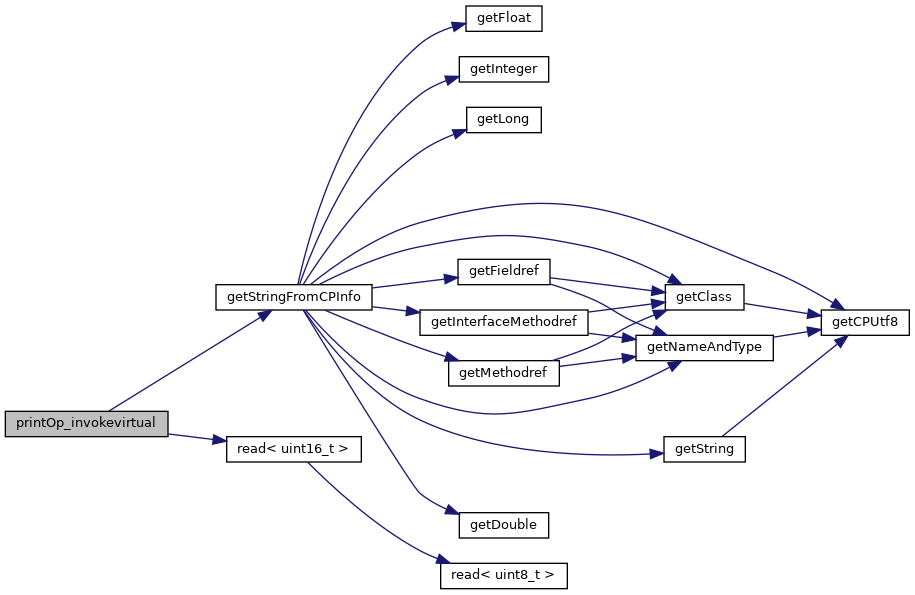 getFloat
getInteger
getLong
getFieldref
getStringFromCPInfo
getClass
getInterfaceMethodref
getCPUtf8
getNameAndType
getMethodref
printOp_invokevirtual
read< uint16_t >
getString
getDouble
read< uint8_t >